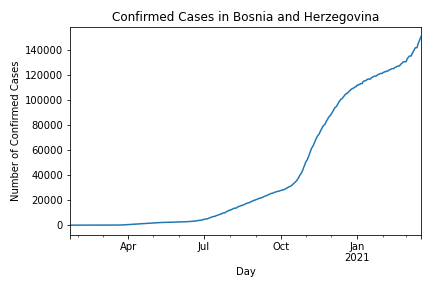 Confirmed Cases in Bosnia and Herzegovina
140000
120000
100000
80000
60000
40000
20000
0
Number of Confirmed Cases
Apr
Jul
Oct
Jan
2021
Day